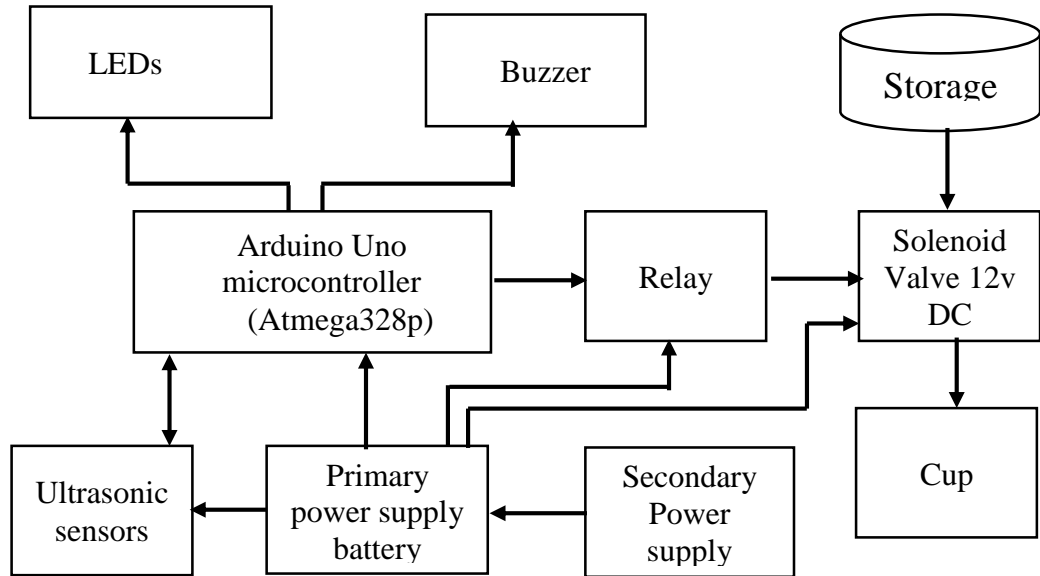 LEDs
Buzzer
Storage
Arduino Uno
microcontroller
(Atmega328p)
Relay
Solenoid
Valve 12v
DC
Ultrasonic
sensors
Primary
power supply
battery
Secondary
Power
supply
Cup